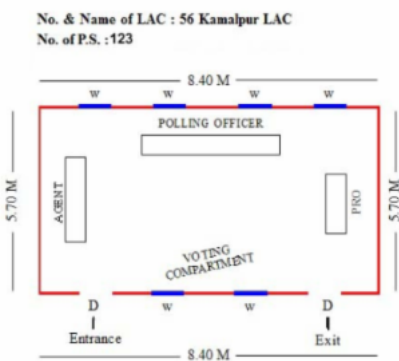 No. & Name of LAC : 56 Kamalpur LAC
No. of P.S. :123
8.40 M
w w w w
POLLING OFFICER
5.70 M
AGENT
PRO
5.70 M
VOTING
COMPARTMENT
D w w D
Entrance Exit
8.40 M